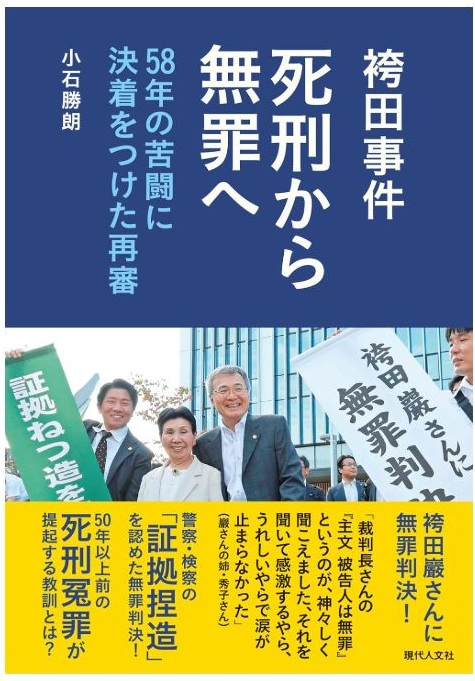 袴田事件
死刑から
無罪へ
58年の苦闘に
決着をつけた再審
小石勝朗
袴田巖さんに
無罪判決
証拠ねつ造を
袴田巖さんに
無罪判決！
「裁判長さんの
『主文 被告人は無罪』
というのが、神々しく
聞こえました。それを
聞いて感激するやら、
うれしいやらで涙が
止まらなかった」
（巖さんの姉・秀子さん）
警察・検察の
「証拠捏造」
を認めた無罪判決！
50年以上前の
死刑冤罪が
提起する教訓とは？
現代人文社